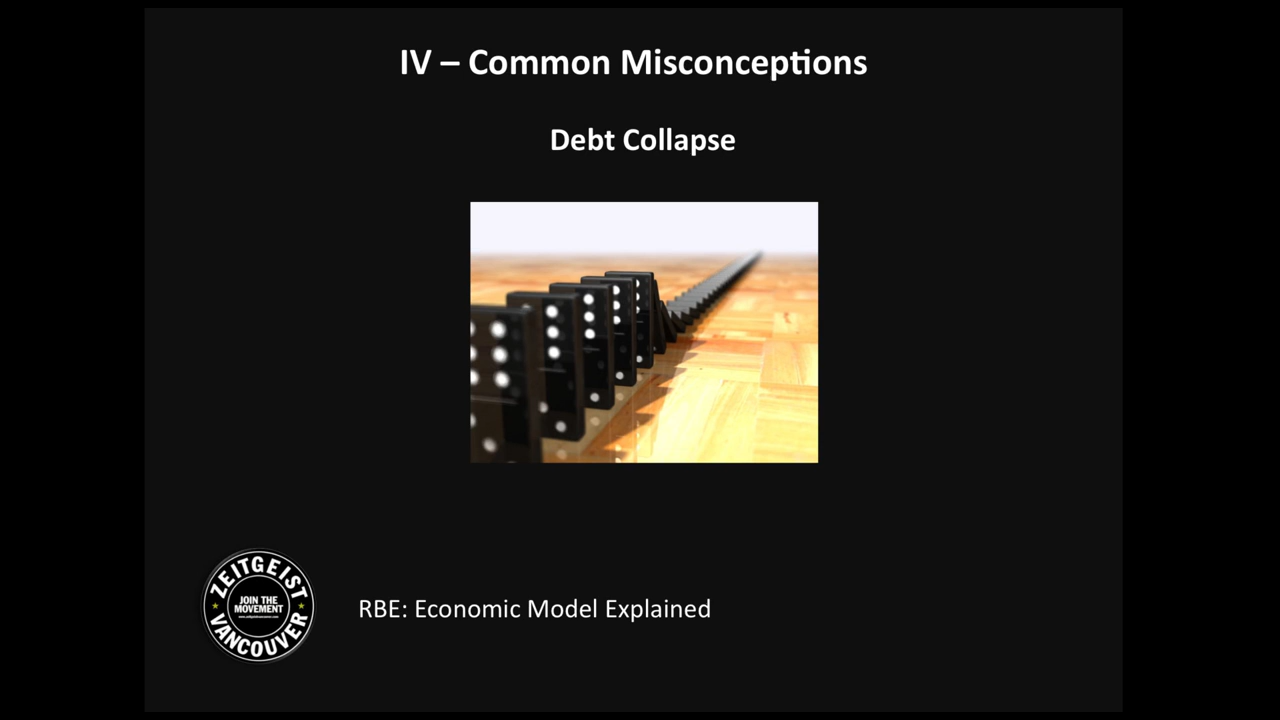 IV – Common Misconceptions
Debt Collapse
ZEITGEIST
JOIN THE
MOVEMENT
VANCOUVER
RBE: Economic Model Explained